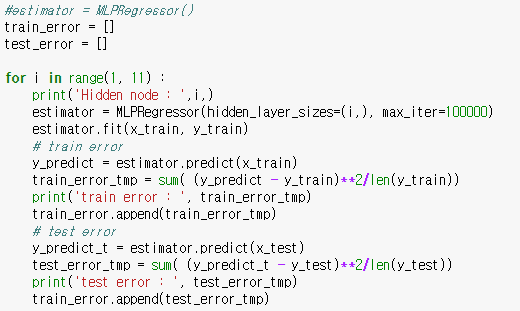 #estimator = MLPRegressor()
train_error = []
test_error = []
for i in range(1, 11) :
    print('Hidden node : ',i,)
    estimator = MLPRegressor(hidden_layer_sizes=(i,), max_iter=100000)
    estimator.fit(x_train, y_train)
    # train error
    y_predict = estimator.predict(x_train)
    train_error_tmp = sum( (y_predict - y_train)**2/len(y_train))
    print('train error : ', train_error_tmp)
    train_error.append(train_error_tmp)
    # test error
    y_predict_t = estimator.predict(x_test)
    test_error_tmp = sum( (y_predict_t - y_test)**2/len(y_test))
    print('test error : ', test_error_tmp)
    train_error.append(test_error_tmp)